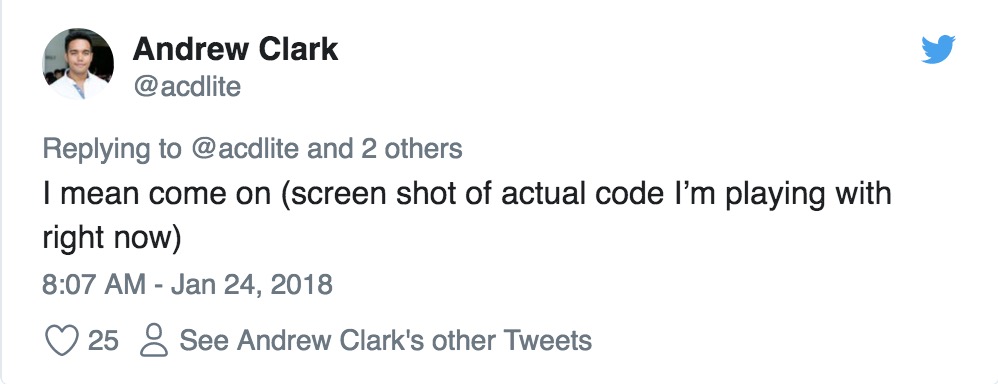 Andrew Clark
@acdlite
Replying to @acdlite and 2 others
I mean come on (screen shot of actual code I’m playing with
right now)
8:07 AM - Jan 24, 2018
25 See Andrew Clark's other Tweets